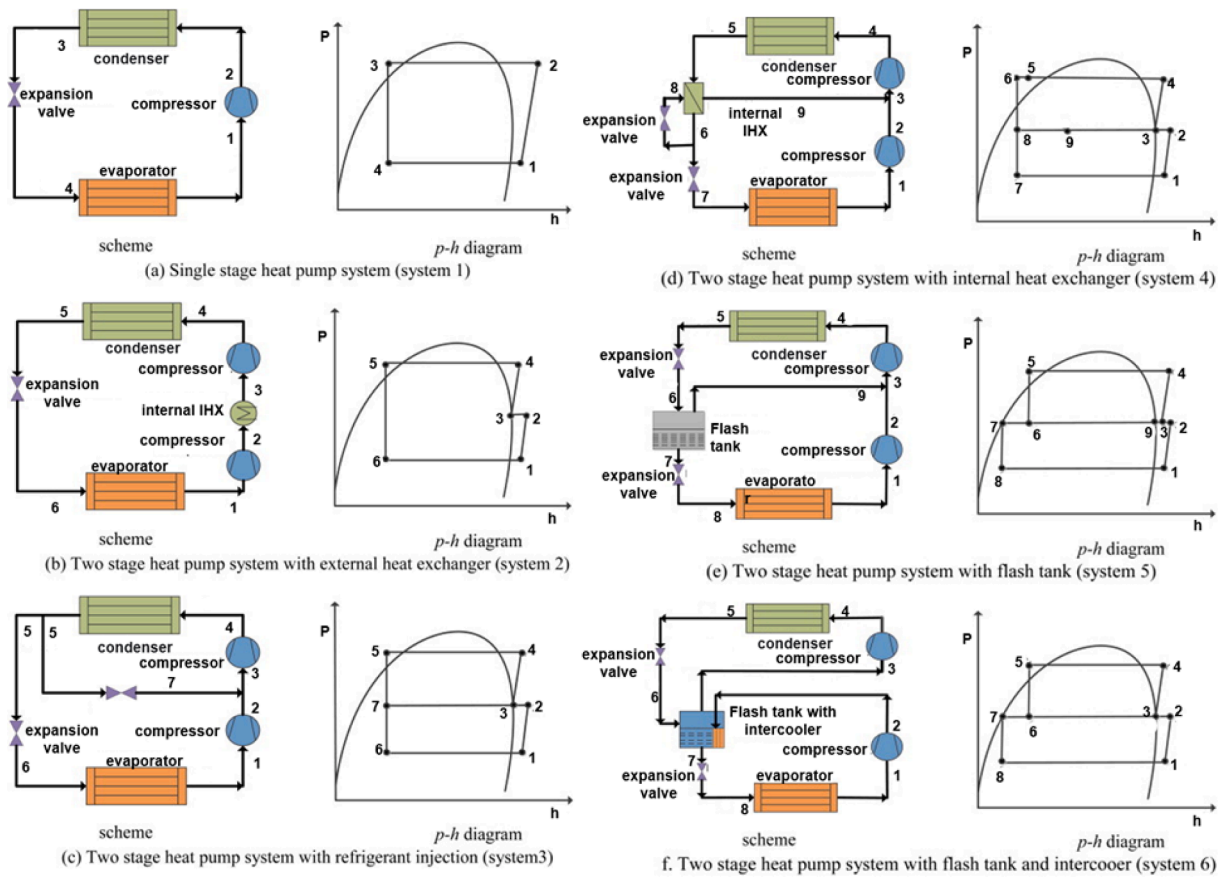 3
condenser
2
expansion
valve
compressor
1
4
evaporator
scheme
P
3
2
4
1
h
p-h diagram
(a) Single stage heat pump system (system 1)
5
4
condenser
compressor
expansion
valve
3
internal IHX
compressor
2
evaporator
6
1
scheme
P
5
4
3
2
6
1
h
p-h diagram
(b) Two stage heat pump system with external heat exchanger (system 2)
5
5
condenser
4
compressor
3
7
2
expansion
valve
compressor
6
evaporator
1
scheme
P
5
4
7
3
2
6
1
h
p-h diagram
(c) Two stage heat pump system with refrigerant injection (system3)
5
4
condenser
compressor
8
3
internal
IHX
9
expansion
valve
6
2
compressor
expansion
valve
evaporator
7
1
scheme
P
6
5
4
8
9
3
2
7
1
h
p-h diagram
(d) Two stage heat pump system with internal heat exchanger (system 4)
5
4
expansion
valve
condenser
compressor
6
3
9
Flash
tank
2
7
compressor
expansion
valve
evaporato
r
8
1
scheme
P
5
4
7
6
9
3
2
8
1
h
p-h diagram
(e) Two stage heat pump system with flash tank (system 5)
5
4
condenser
expansion
valve
compressor
3
6
Flash tank with
intercooler
2
7
compressor
expansion
valve
evaporator
8
1
scheme
P
5
4
7
6
3
2
8
1
h
p-h diagram
f. Two stage heat pump system with flash tank and intercooer (system 6)